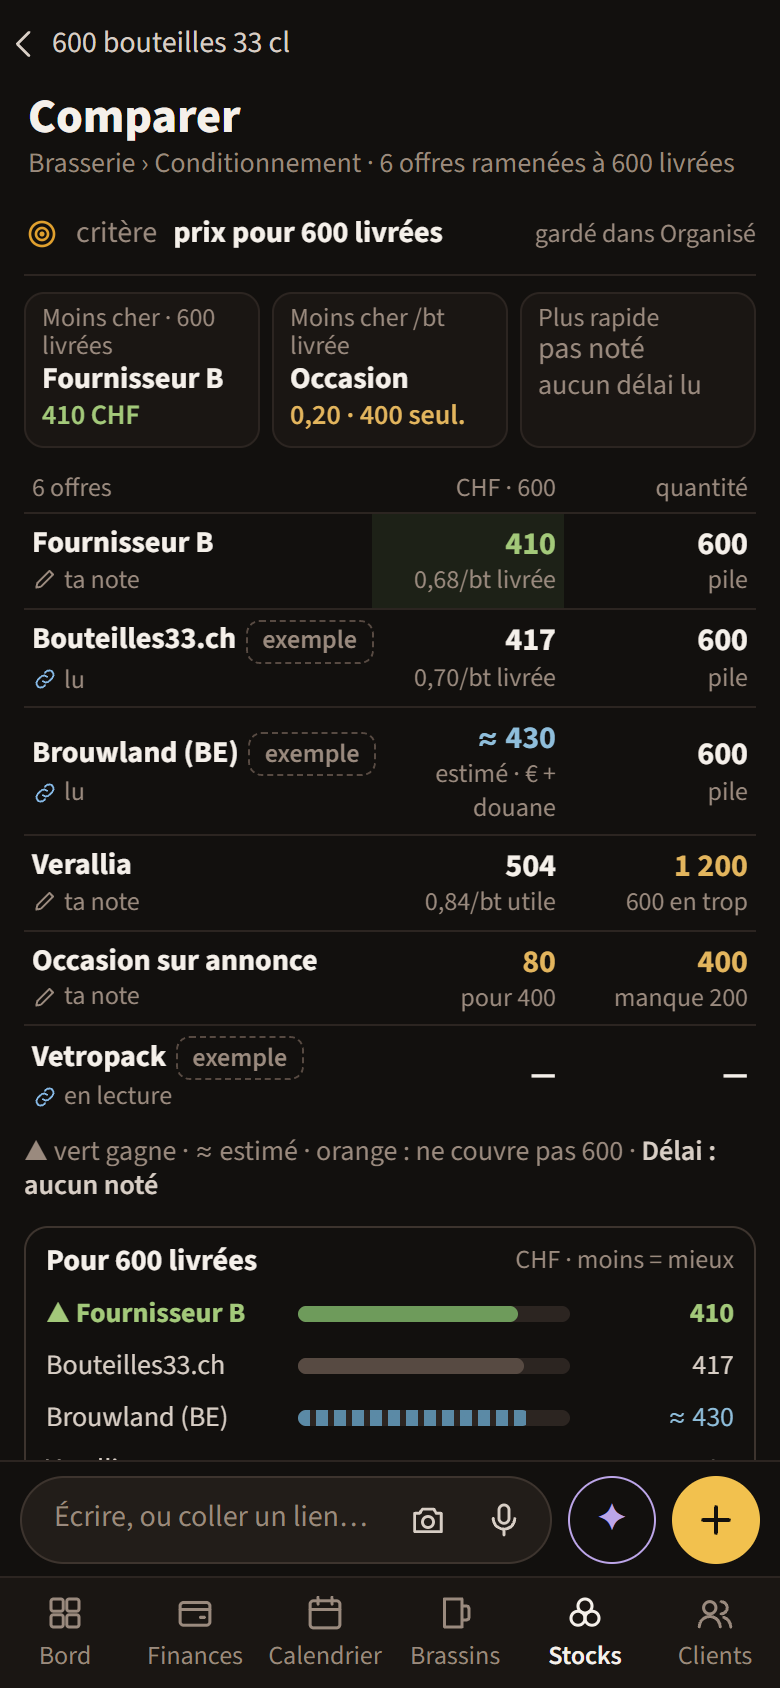 600 bouteilles 33 cl
Comparer
Brasserie › Conditionnement · 6 offres ramenées à 600 livrées
critère prix pour 600 livrées
gardé dans Organisé
Moins cher · 600
livrées
Fournisseur B
410 CHF
Moins cher /bt
livrée
Occasion
0,20 · 400 seul.
Plus rapide
pas noté
aucun délai lu
6 offres
CHF · 600
quantité
Fournisseur B
410
600
ta note
0,68/bt livrée
pile
Bouteilles33.ch
exemple
417
600
lu
0,70/bt livrée
pile
Brouwland (BE)
exemple
≈ 430
600
lu
estimé · € +
douane
pile
Verallia
504
1 200
ta note
0,84/bt utile
600 en trop
Occasion sur annonce
80
400
ta note
pour 400
manque 200
Vetropack
exemple
—
—
en lecture
▲ vert gagne · ≈ estimé · orange : ne couvre pas 600 · Délai :
aucun noté
Pour 600 livrées
CHF · moins = mieux
▲ Fournisseur B
410
Bouteilles33.ch
417
Brouwland (BE)
≈ 430
Écrire, ou coller un lien…
Bord
Finances
Calendrier
Brassins
Stocks
Clients